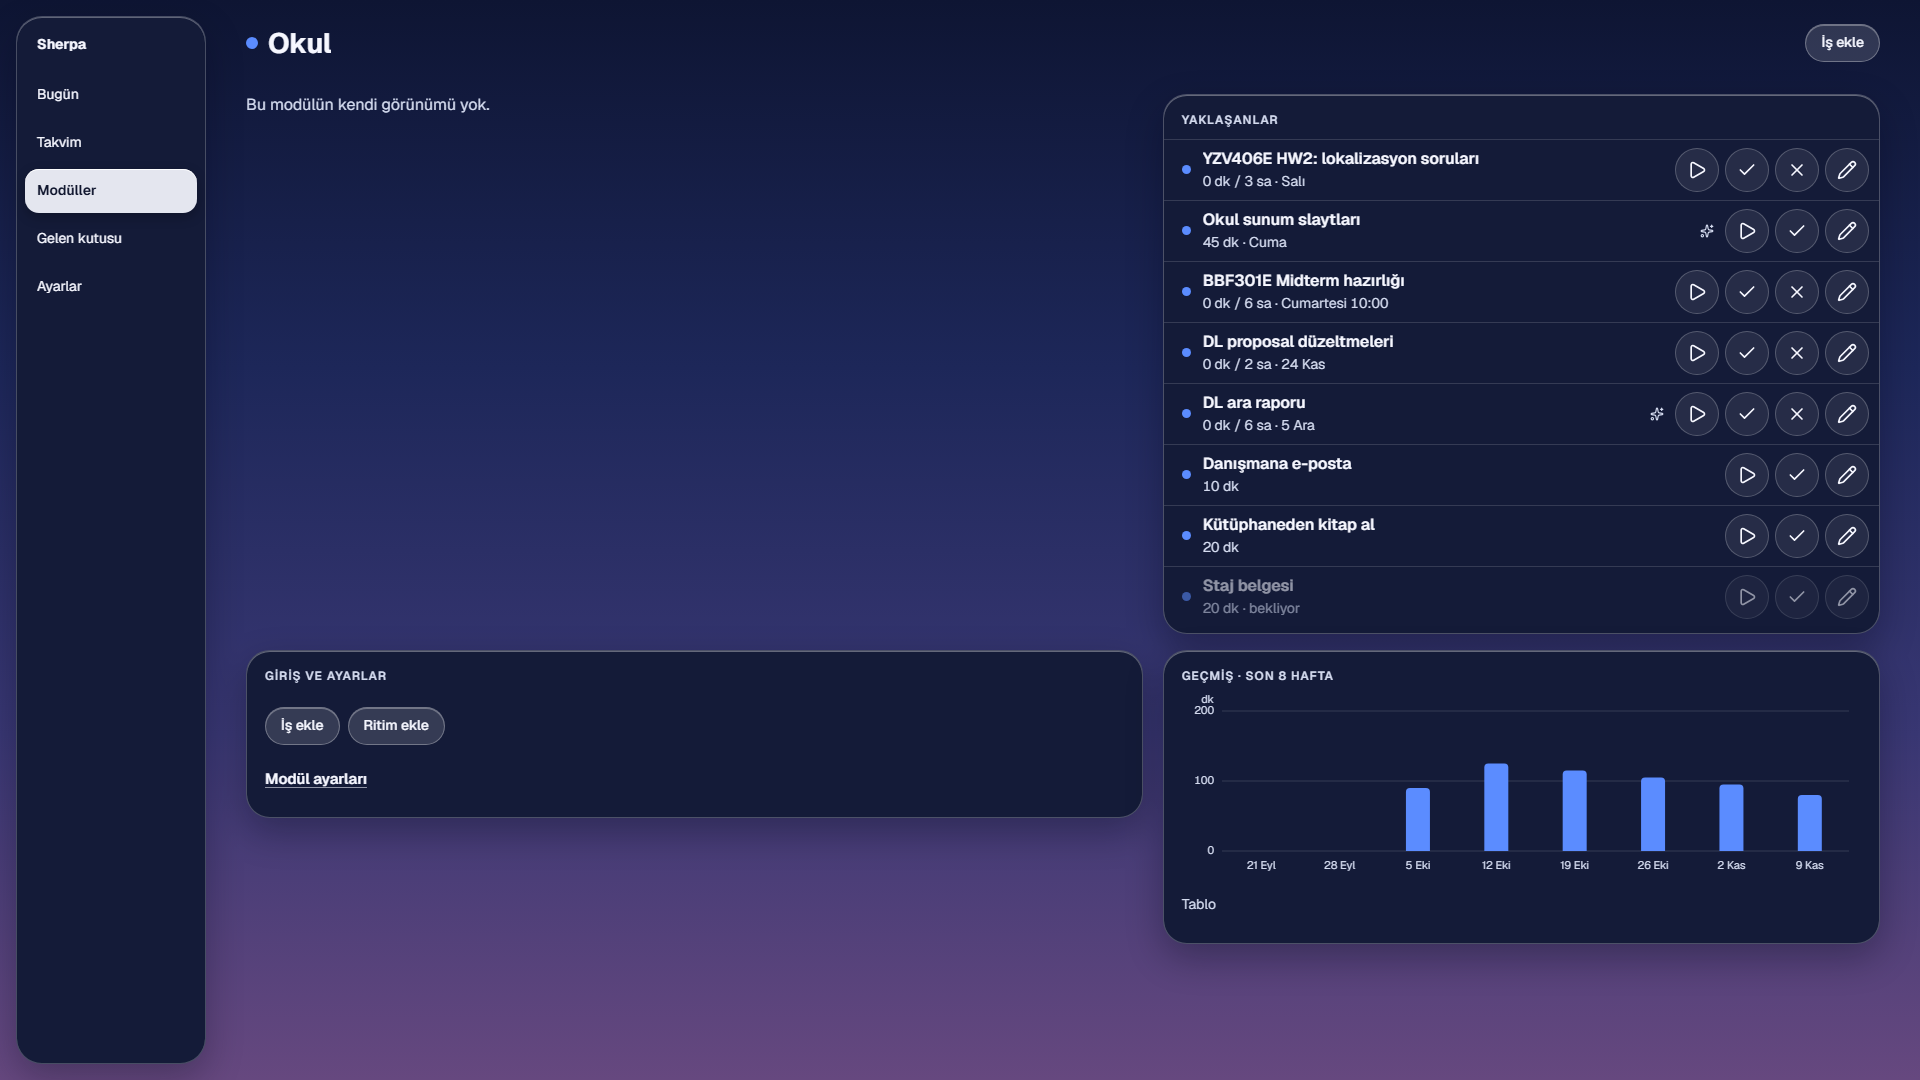 Sherpa
Bugün
Takvim
Modüller
Gelen kutusu
Ayarlar
Okul
İş ekle
Bu modülün kendi görünümü yok.
YAKLAŞANLAR
YZV406E HW2: lokalizasyon soruları
0 dk / 3 sa · Salı
Okul sunum slaytları
45 dk · Cuma
BBF301E Midterm hazırlığı
0 dk / 6 sa · Cumartesi 10:00
DL proposal düzeltmeleri
0 dk / 2 sa · 24 Kas
DL ara raporu
0 dk / 6 sa · 5 Ara
Danışmana e-posta
10 dk
Kütüphaneden kitap al
20 dk
Staj belgesi
20 dk · bekliyor
GİRİŞ VE AYARLAR
İş ekle Ritim ekle
Modül ayarları
GEÇMİŞ · SON 8 HAFTA
dk
200
100
0
21 Eyl 28 Eyl 5 Eki 12 Eki 19 Eki 26 Eki 2 Kas 9 Kas
Tablo